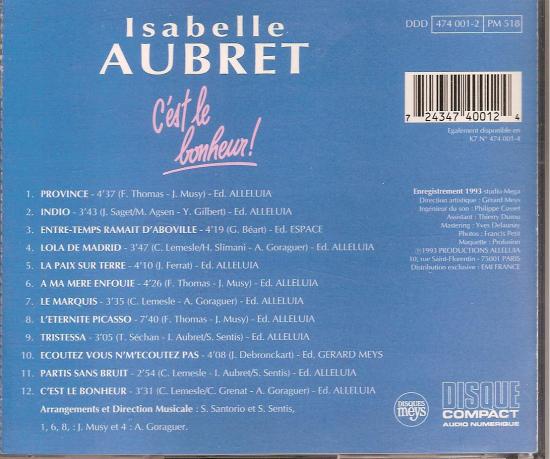 Isabelle
AUBRET
C'est le
bonheur!
DDD 474 001-2 PM 518
7 24347 40012 4
Egalement disponible en
K7 N° 474 001-4
1. PROVINCE - 4'37 (F. Thomas - J. Musy) - Ed. ALLELUIA
2. INDIO - 3'43 (J. Saget/M. Agsen - Y. Gilbert) - Ed. ALLELUIA
3. ENTRE-TEMPS RAMAIT D'ABOVILLE - 4'19 (G. Béart) - Ed. ESPACE
4. LOLA DE MADRID - 3'47 (C. Lemesle/H. Slimani - A. Goraguer) - Ed. ALLELUIA
5. LA PAIX SUR TERRE - 4'10 (J. Ferrat) - Ed. ALLELUIA
6. A MA MERE ENFOUIE - 4'26 (F. Thomas - J. Musy) - Ed. ALLELUIA
7. LE MARQUIS - 3'35 (C. Lemesle - A. Goraguer) - Ed. ALLELUIA
8. L'ETERNITE PICASSO - 7'40 (F. Thomas - J. Musy) - Ed. ALLELUIA
9. TRISTESSA - 3'05 (T. Séchan - I. Aubret/S. Sentis) - Ed. ALLELUIA
10. ECOUTEZ VOUS N'M'ECOUTEZ PAS - 4'08 (J. Debronckart) - Ed. GERARD MEYS
11. PARTIS SANS BRUIT - 2'54 (C. Lemesle - I. Aubret/S. Sentis) - Ed. ALLELUIA
12. C'EST LE BONHEUR - 3'31 (C. Lemesle/C. Grenat - A. Goraguer) - Ed. ALLELUIA
Arrangements et Direction Musicale : S. Santorio et S. Sentis,
1, 6, 8, : J. Musy et 4 : A. Goraguer.
Enregistrement 1993 studio Mega
Direction artistique : Gérard Meys
Ingénieur du son : Philippe
Assistant : Thierry
Mastering : Yves Delaunay
Photos : Francis Petit
Maquette : Profusion
℗1993 PRODUCTIONS ALLELUIA
10, rue Saint-Florentin - 75001 PARIS
Distribution exclusive : EMI FRANCE
DISQUES
meys
DISQUE
COMPACT
AUDIO NUMERIQUE